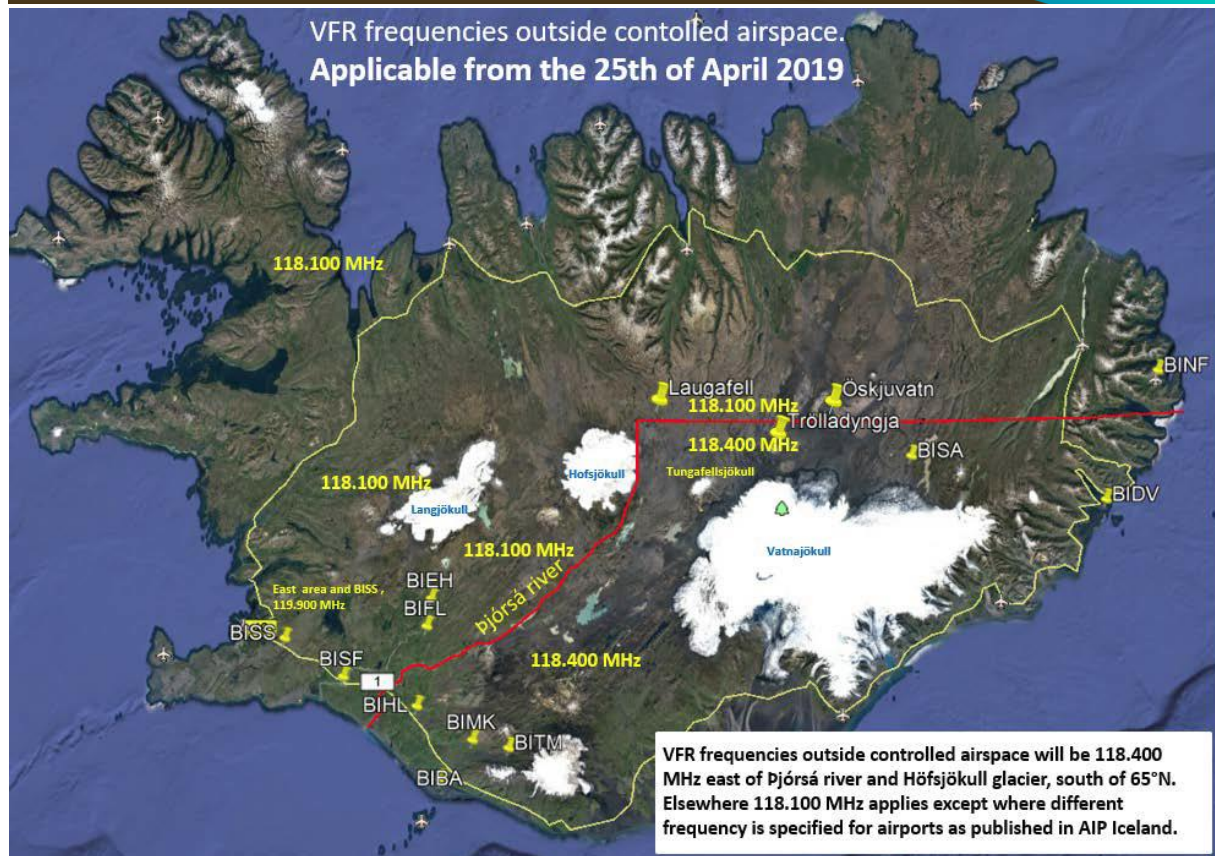 VFR frequencies outside contolled airspace.
Applicable from the 25th of April 2019
118.100 MHz
BINF
Laugafell
Öskjuvatn
118.100 MHz
Trölladyngja
118.400 MHz
BISA
Hofsjökull
Tungafellsjökull
118.100 MHz
Langjökull
BIDV
Vatnajökull
118.100 MHz
BIEH
East area and BISS ,
119.900 MHz
BIFL
Þjórsá river
BISS
118.400 MHz
BISF
1
BIHL
BIMK
BITM
BIBA
VFR frequencies outside controlled airspace will be 118.400
MHz east of Þjórsá river and Höfsjökull glacier, south of 65°N.
Elsewhere 118.100 MHz applies except where different
frequency is specified for airports as published in AIP Iceland.